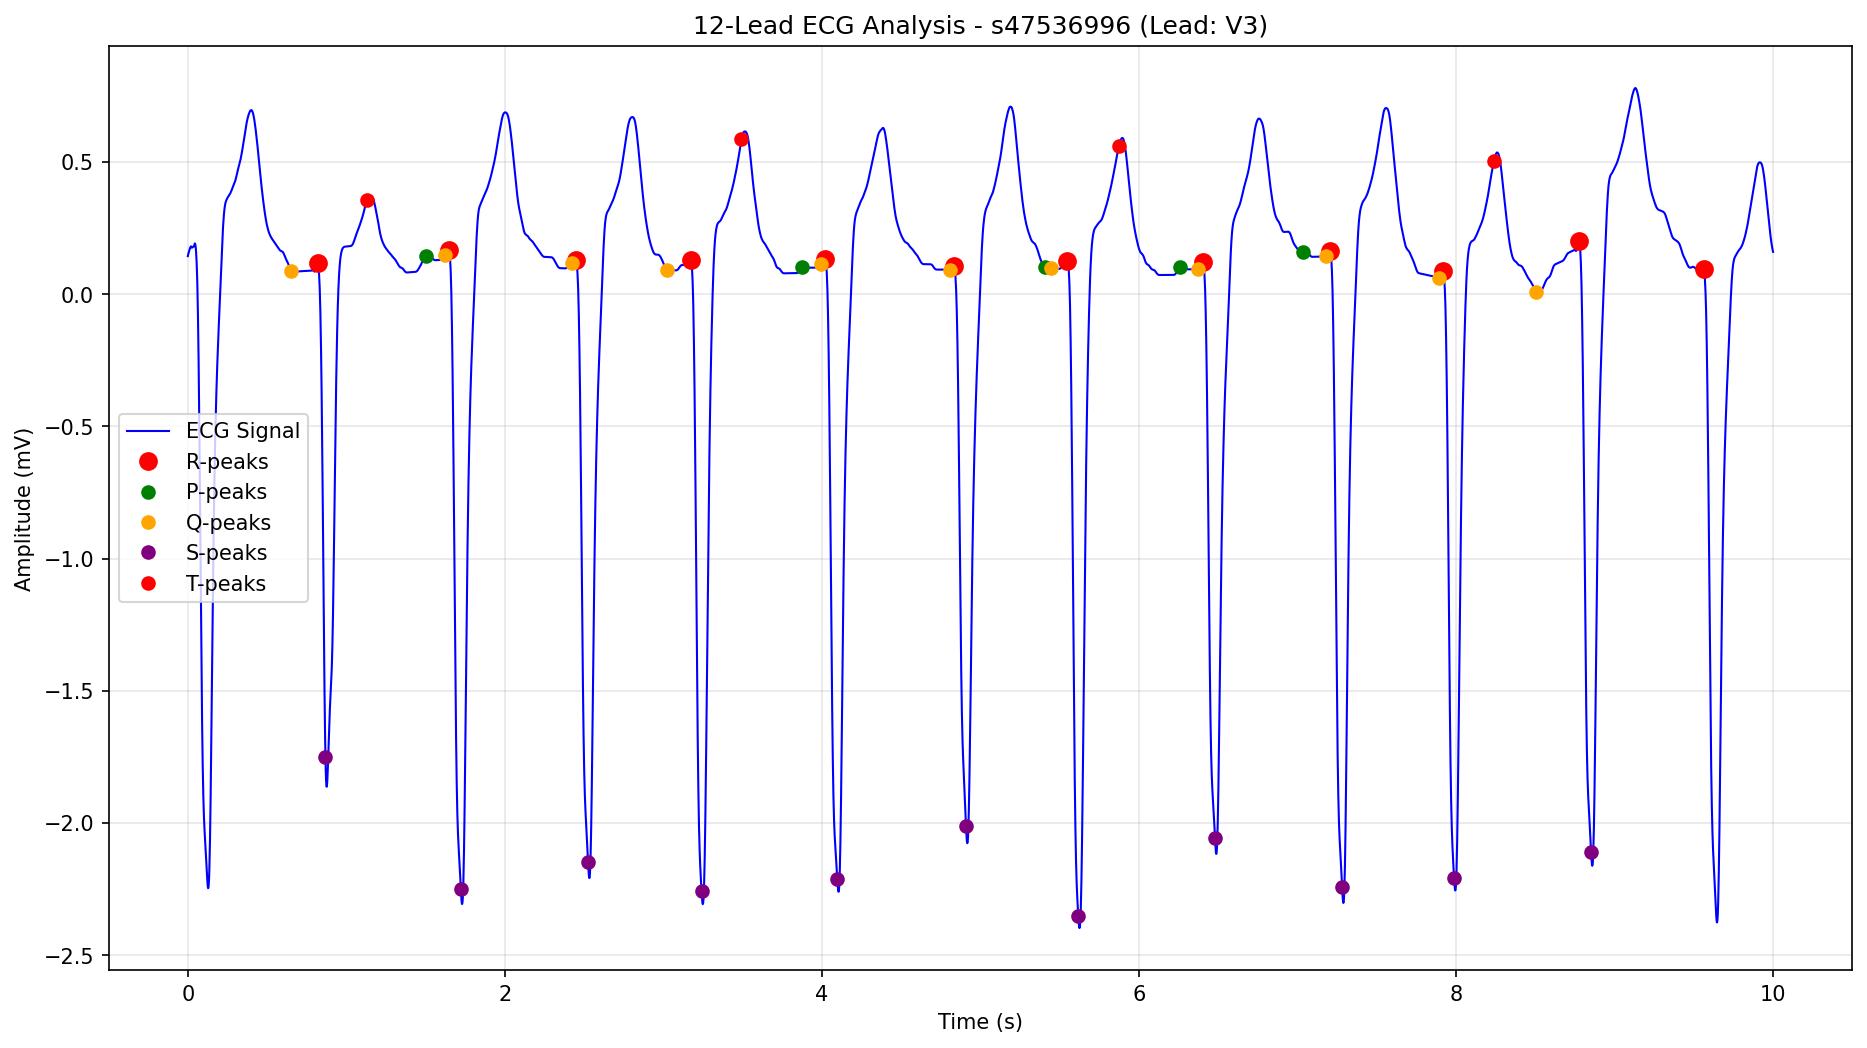 12-Lead ECG Analysis - s47536996 (Lead: V3)
Amplitude (mV)
0.5
0.0
−0.5
−1.0
−1.5
−2.0
−2.5
ECG Signal
R-peaks
P-peaks
Q-peaks
S-peaks
T-peaks
0 2 4 6 8 10
Time (s)